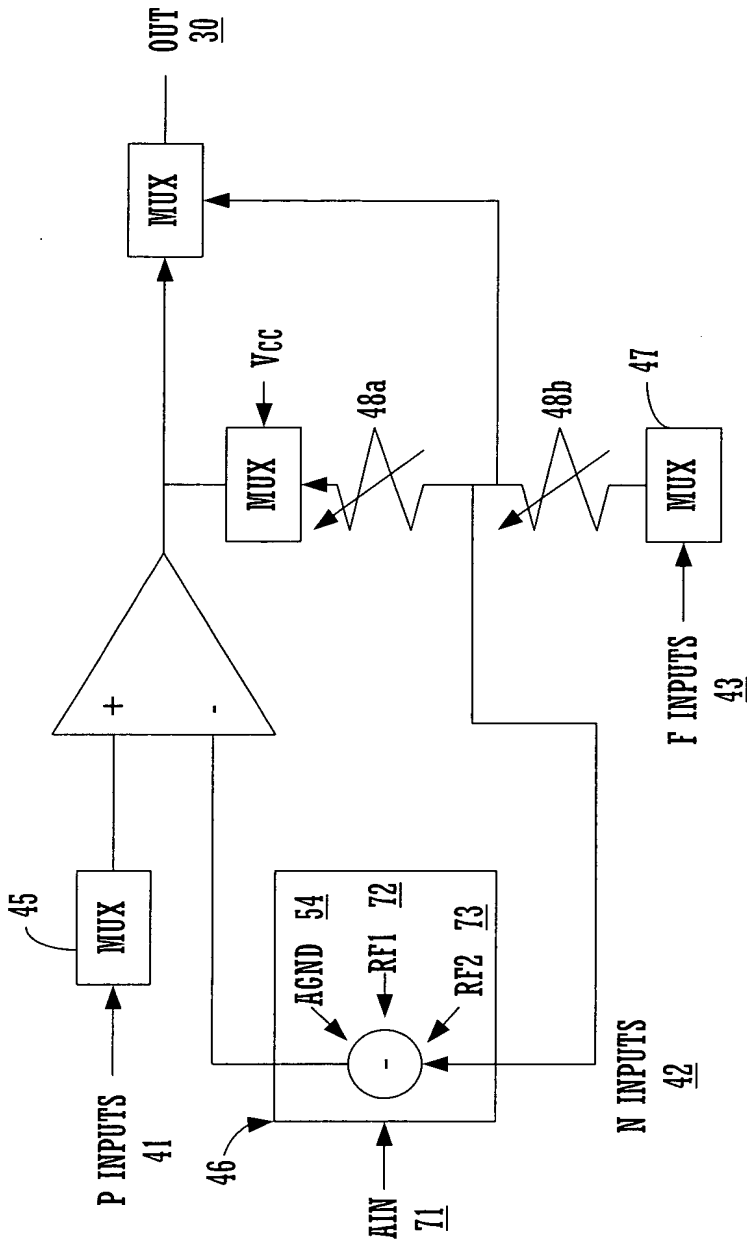 P INPUTS
41
MUX
45
+
-
MUX
OUT
30
MUX
VCC
48a
48b
MUX
47
F INPUTS
43
46
AGND 54
RF1 72
RF2 73
-
AIN
71
N INPUTS
42